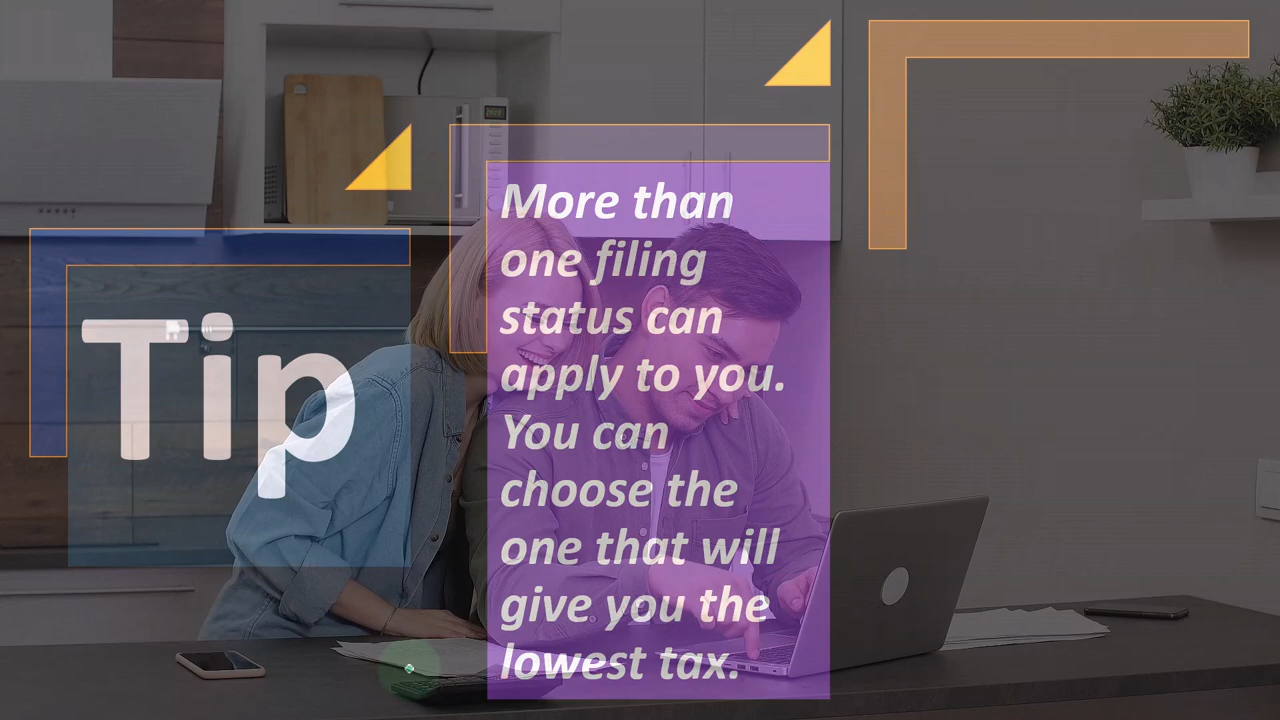 Tip
More than
one filing
status can
apply to you.
You can
choose the
one that will
give you the
lowest tax.